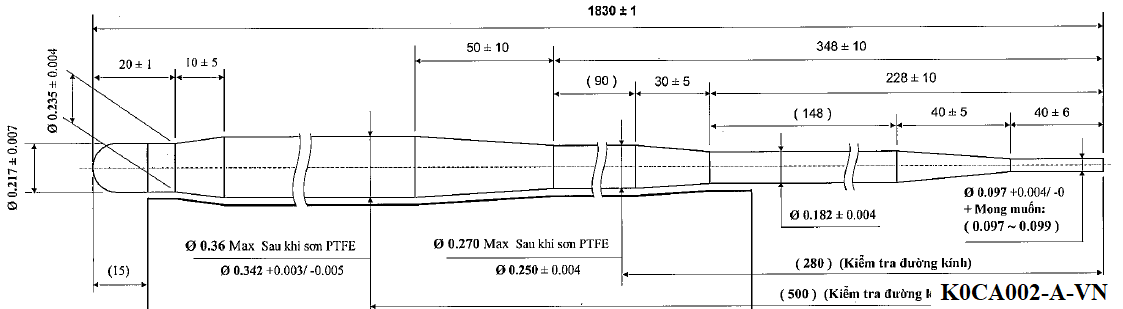 1830 ± 1
50 ± 10
348 ± 10
20 ± 1
10 ± 5
( 90 )
30 ± 5
228 ± 10
Ø 0.235 ± 0.004
( 148 )
40 ± 5
40 ± 6
Ø 0.217 ± 0.007
Ø 0.097 +0.004/ -0
+ Mong muốn:
( 0.097 ~ 0.099 )
Ø 0.182 ± 0.004
Ø 0.36 Max Sau khi sơn PTFE
Ø 0.342 +0.003/ -0.005
Ø 0.270 Max Sau khi sơn PTFE
Ø 0.250 ± 0.004
(15)
( 280 ) (Kiểm tra đường kính)
( 500 ) (Kiểm tra đường
K0CA002-A-VN